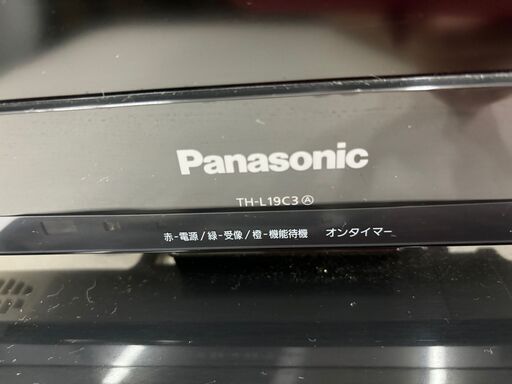 Panasonic
TH-L19C3 Ⓐ
赤-電源/緑-受像/橙-機能待機 オンタイマー